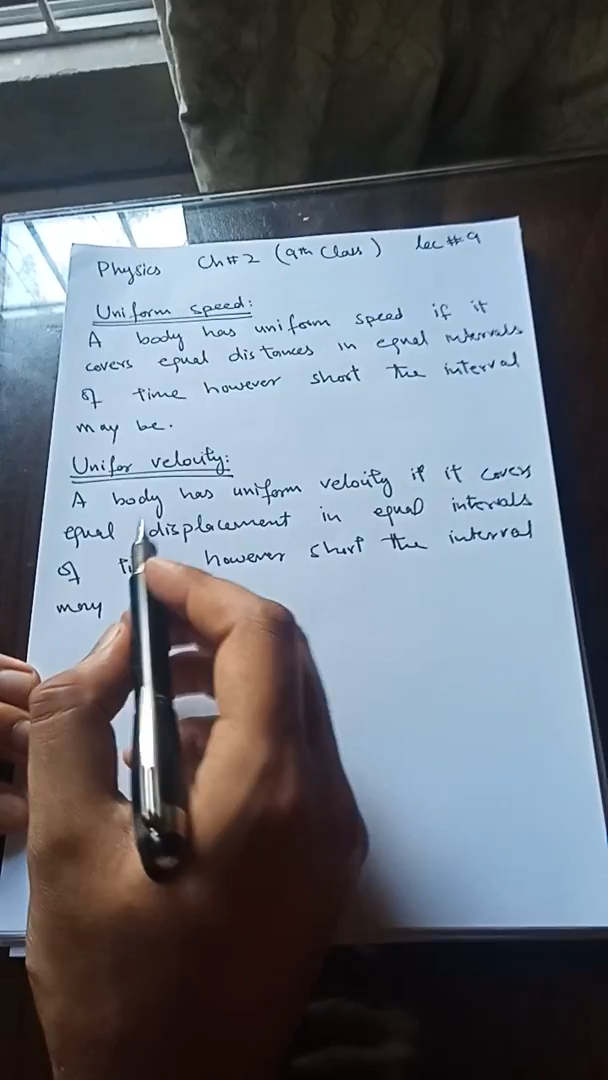 Physics Ch#2 (9th Class) lec #9
Uniform speed:
A body has uniform speed if it
covers equal distances in equal intervals
of time however short the interval
may be.
Unifor velocity:
A body has uniform velocity if it covers
equal displacement in equal intervals
of however short the interval
may